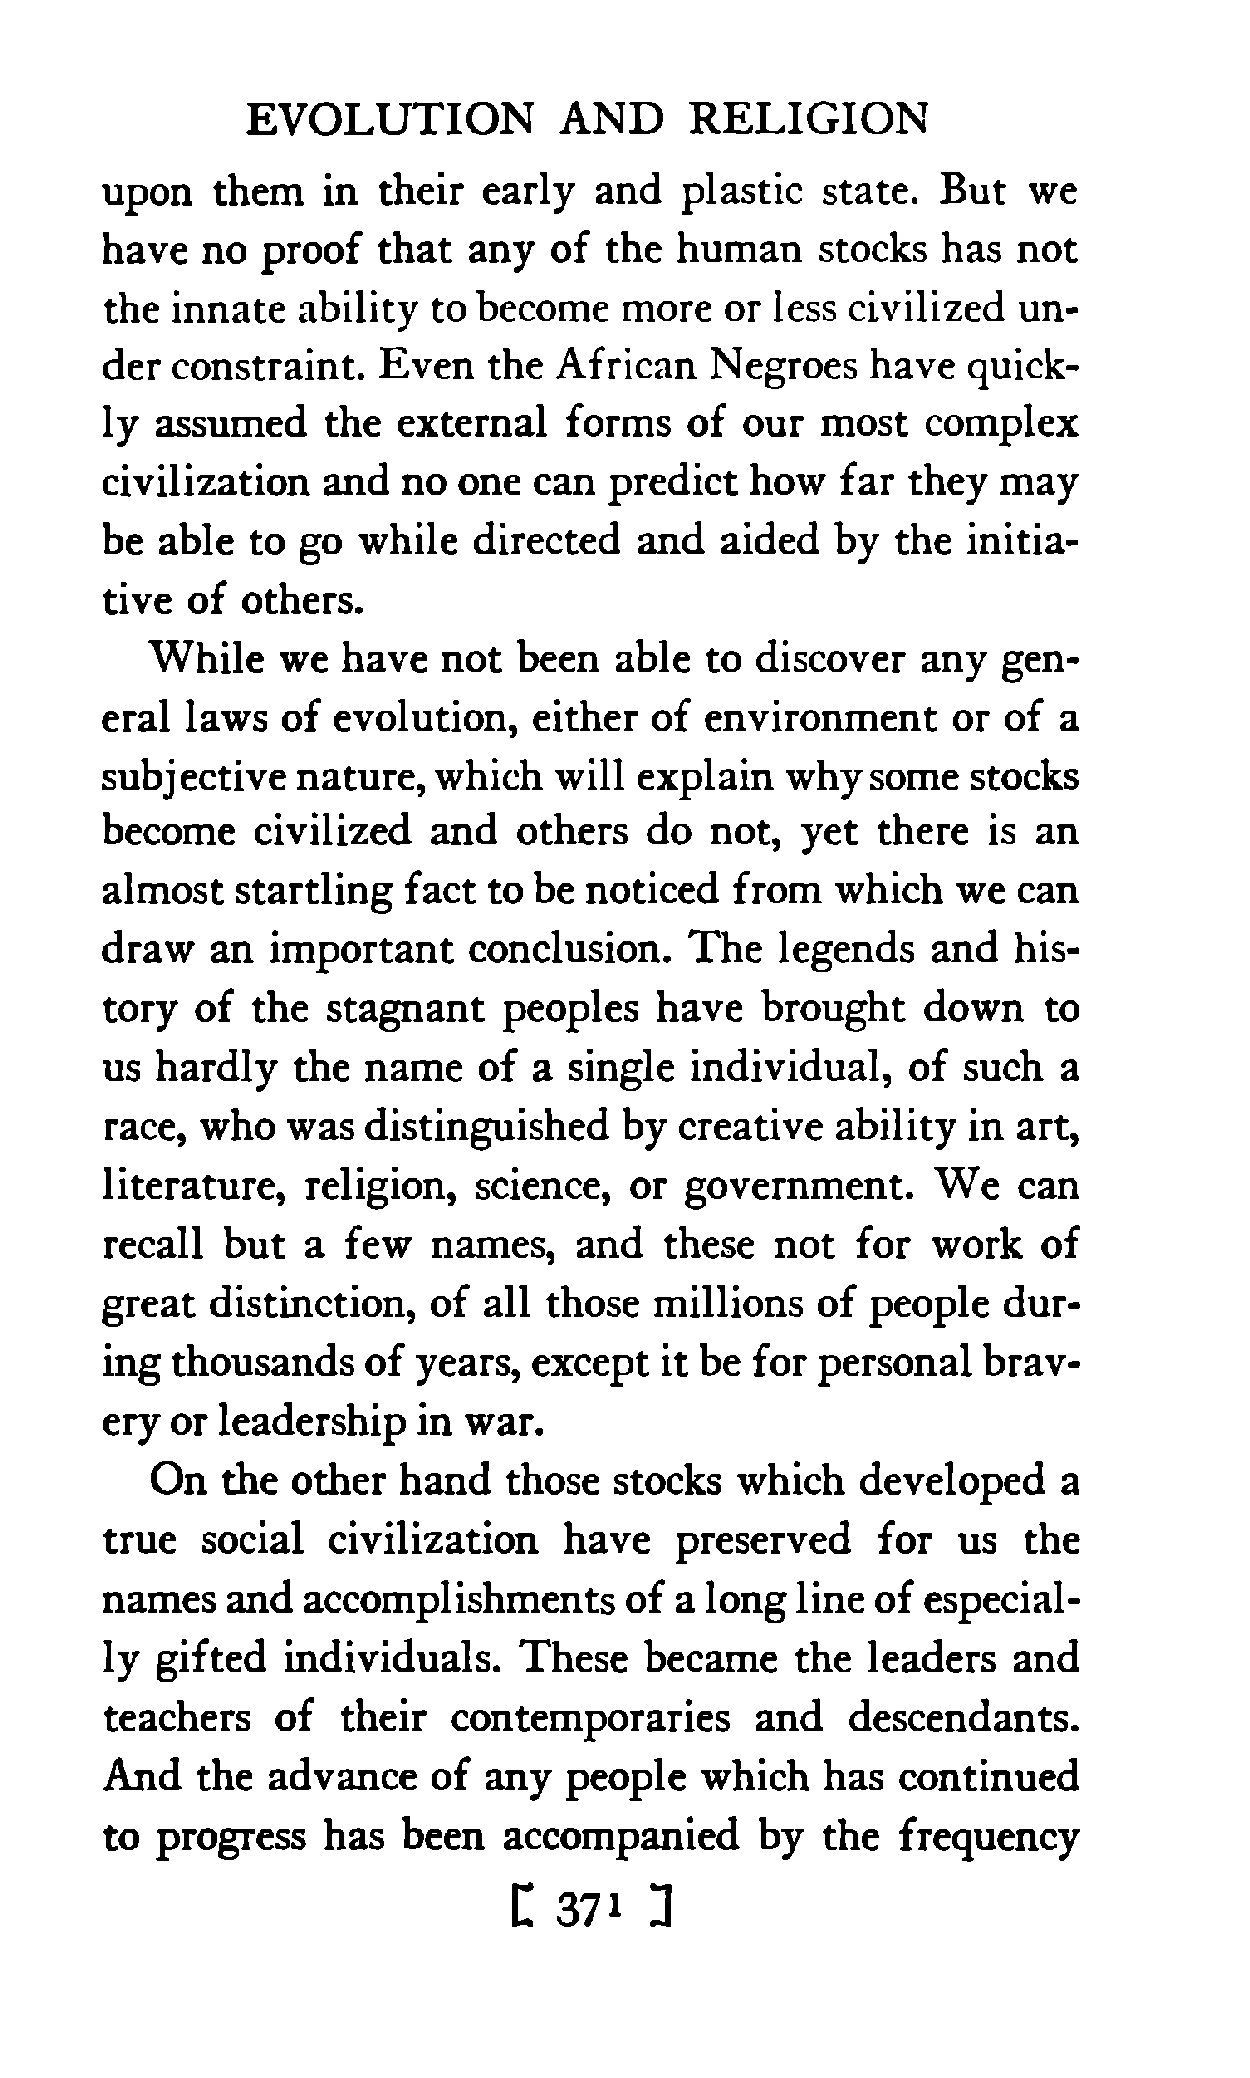 EVOLUTION AND RELIGION
upon them in their early and plastic state. But we
have no proof that any of the human stocks has not
the innate ability to become more or less civilized un-
der constraint. Even the African Negroes have quick-
ly assumed the external forms of our most complex
civilization and no one can predict how far they may
be able to go while directed and aided by the initia-
tive of others.
While we have not been able to discover any gen-
eral laws of evolution, either of environment or of a
subjective nature, which will explain why some stocks
become civilized and others do not, yet there is an
almost startling fact to be noticed from which we can
draw an important conclusion. The legends and his-
tory of the stagnant peoples have brought down to
us hardly the name of a single individual, of such a
race, who was distinguished by creative ability in art,
literature, religion, science, or government. We can
recall but a few names, and these not for work of
great distinction, of all those millions of people dur-
ing thousands of years, except it be for personal brav-
ery or leadership in war.
On the other hand those stocks which developed a
true social civilization have preserved for us the
names and accomplishments of a long line of especial-
ly gifted individuals. These became the leaders and
teachers of their contemporaries and descendants.
And the advance of any people which has continued
to progress has been accompanied by the frequency
[ 371 ]